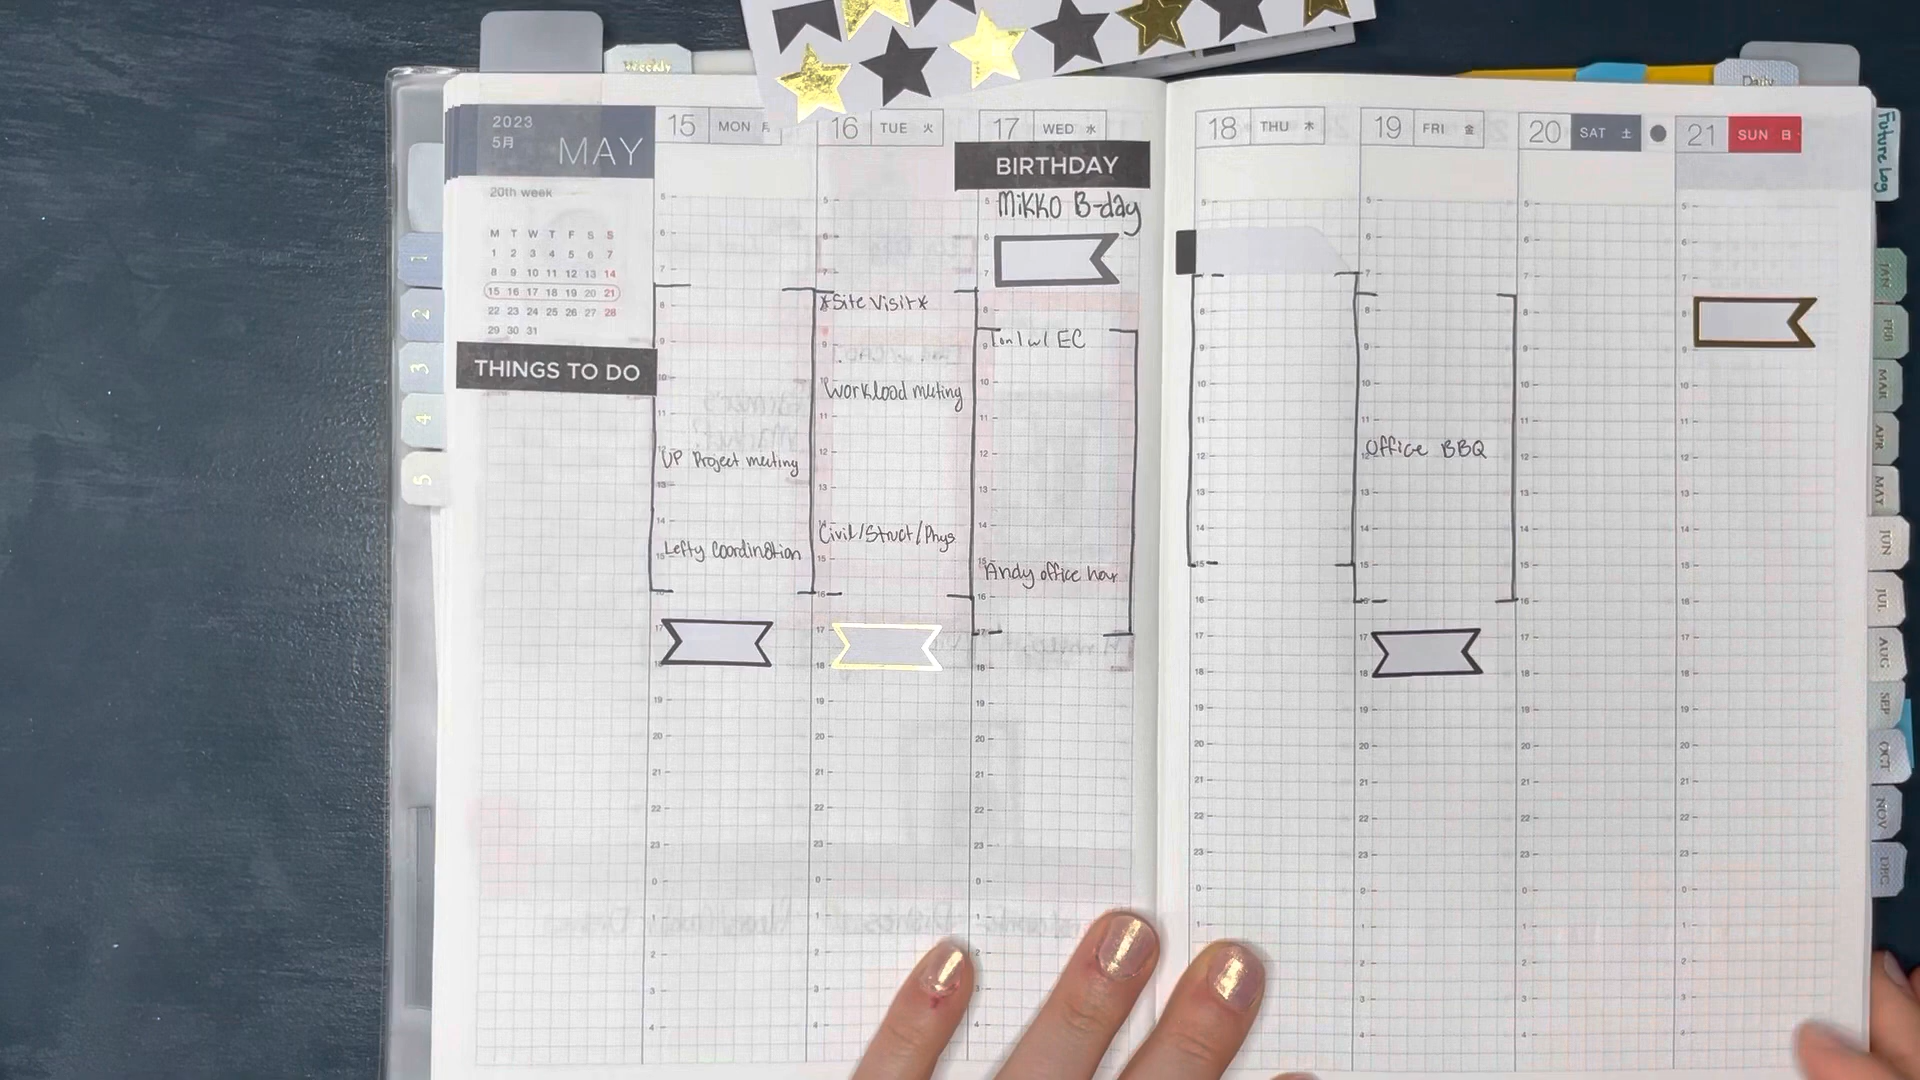 Weekly
Daily
2023
5月
MAY
15 MON 月
16 TUE 火
17 WED 水
18 THU 木
19 FRI 金
20 SAT 土
21 SUN 日
20th week
M T W T F S S
1 2 3 4 5 6 7
8 9 10 11 12 13 14
15 16 17 18 19 20 21
22 23 24 25 26 27 28
29 30 31
THINGS TO DO
UP Project meeting
Lefty Coordination
*Site Visit*
Workload meeting
Civil/Struct/Phys
BIRTHDAY
Mikko B-day
1on1 w/ EC
Andy office hour
Office BBQ
1
2
3
4
5
Future Log
JAN
FEB
MAR
APR
MAY
JUN
JUL
AUG
SEP
OCT
NOV
DEC